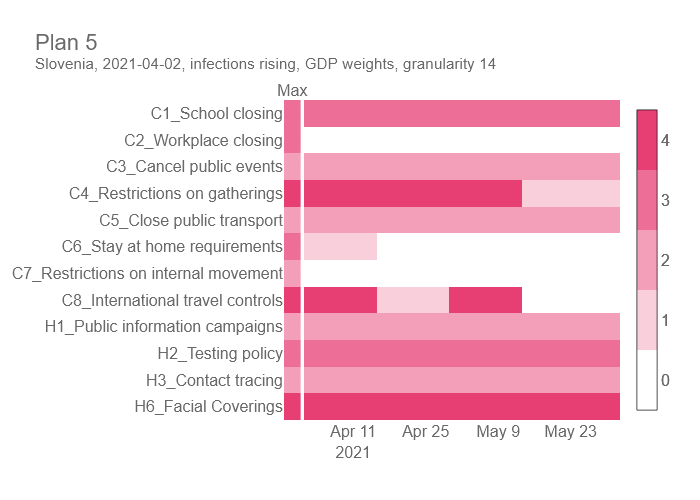 Plan 5
Slovenia, 2021-04-02, infections rising, GDP weights, granularity 14
Max
C1_School closing
C2_Workplace closing
C3_Cancel public events
C4_Restrictions on gatherings
C5_Close public transport
C6_Stay at home requirements
C7_Restrictions on internal movement
C8_International travel controls
H1_Public information campaigns
H2_Testing policy
H3_Contact tracing
H6_Facial Coverings
Apr 11 Apr 25 May 9 May 23
2021
4
3
2
1
0